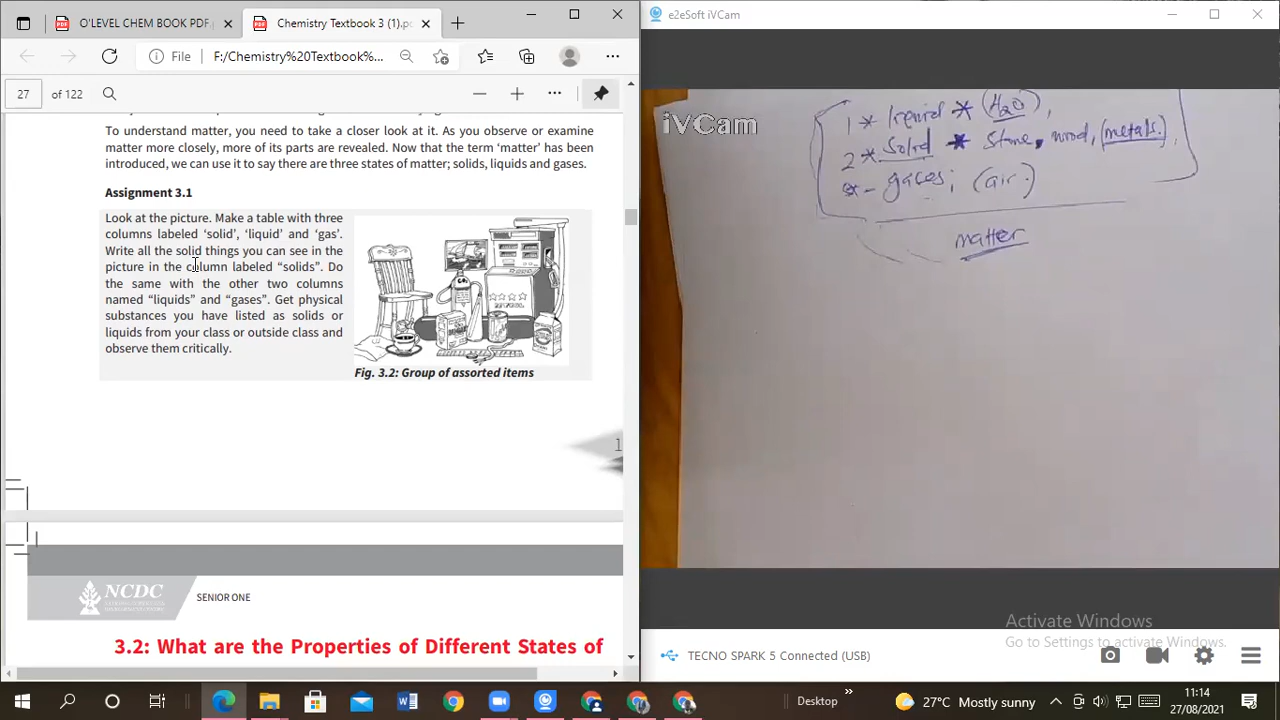 O'LEVEL CHEM BOOK PDF
Chemistry Textbook 3 (1).pc
File
F:/Chemistry%20Textbook%...
27
of 122
To understand matter, you need to take a closer look at it. As you observe or examine
matter more closely, more of its parts are revealed. Now that the term ‘matter’ has been
introduced, we can use it to say there are three states of matter; solids, liquids and gases.
Assignment 3.1
Look at the picture. Make a table with three
columns labeled ‘solid’, ‘liquid’ and ‘gas’.
Write all the solid things you can see in the
picture in the column labeled “solids”. Do
the same with the other two columns
named “liquids” and “gases”. Get physical
substances you have listed as solids or
liquids from your class or outside class and
observe them critically.
Fig. 3.2: Group of assorted items
1
NCDC
SENIOR ONE
3.2: What are the Properties of Different States of
e2eSoft iVCam
iVCam
1 * liquid * (H2O),
2 * Solid * Stone, wood, (metals.)
* - gases; (air.)
matter
Activate Windows
Go to Settings to activate Windows.
TECNO SPARK 5 Connected (USB)
Desktop
27°C Mostly sunny
11:14
27/08/2021